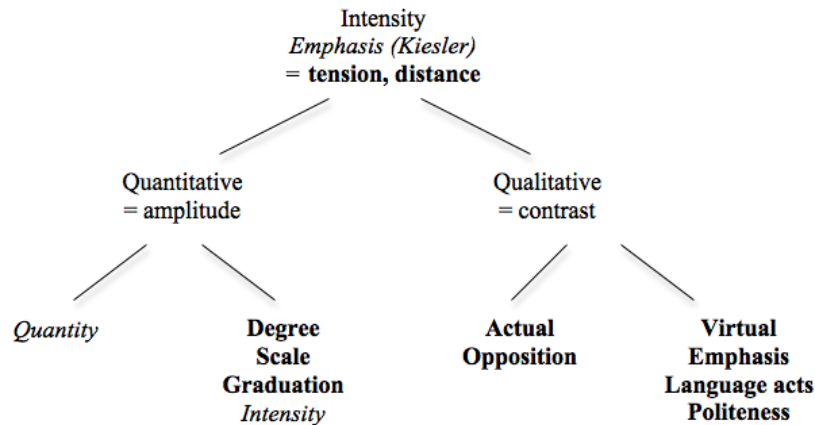 Intensity
Emphasis (Kiesler)
= tension, distance
Quantitative
= amplitude
Qualitative
= contrast
Quantity
Degree
Scale
Graduation
Intensity
Actual
Opposition
Virtual
Emphasis
Language acts
Politeness